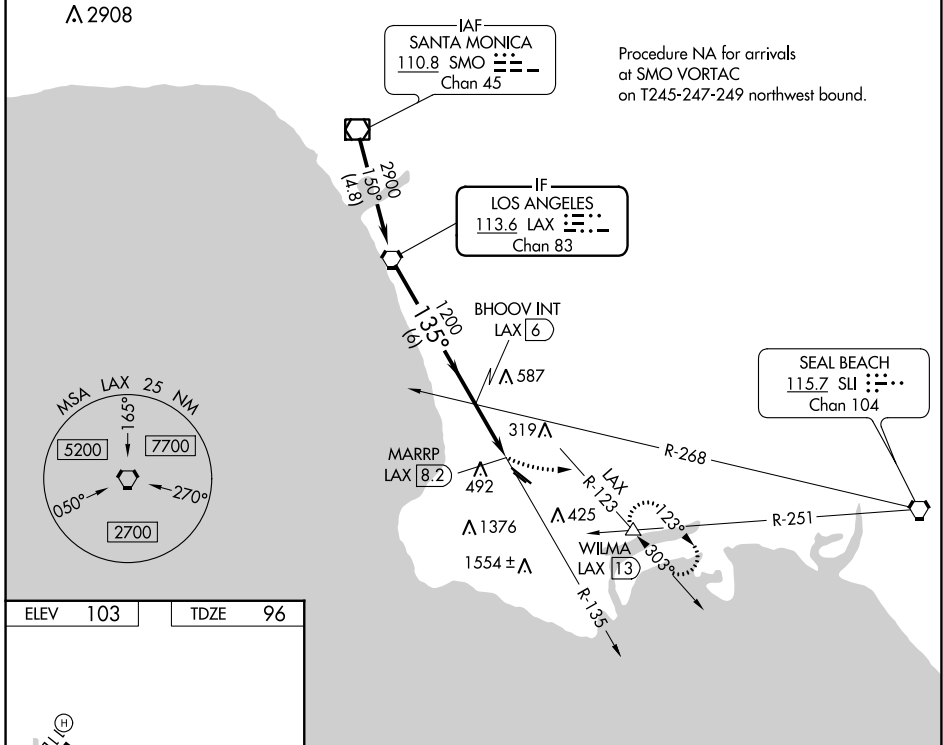 2908
IAF
SANTA MONICA
110.8 SMO
Chan 45
Procedure NA for arrivals
at SMO VORTAC
on T245-247-249 northwest bound.
2900
150°
(4.8)
IF
LOS ANGELES
113.6 LAX
Chan 83
1200
135°
(6)
BHOOV INT
LAX 6
587
SEAL BEACH
115.7 SLI
Chan 104
MSA LAX 25 NM
165°
5200
7700
050°
270°
2700
319
R-268
MARRP
LAX 8.2
492
LAX
R-123
425
123°
R-251
1376
WILMA
LAX 13
303°
1554 ±
R-135
ELEV 103
TDZE 96
H